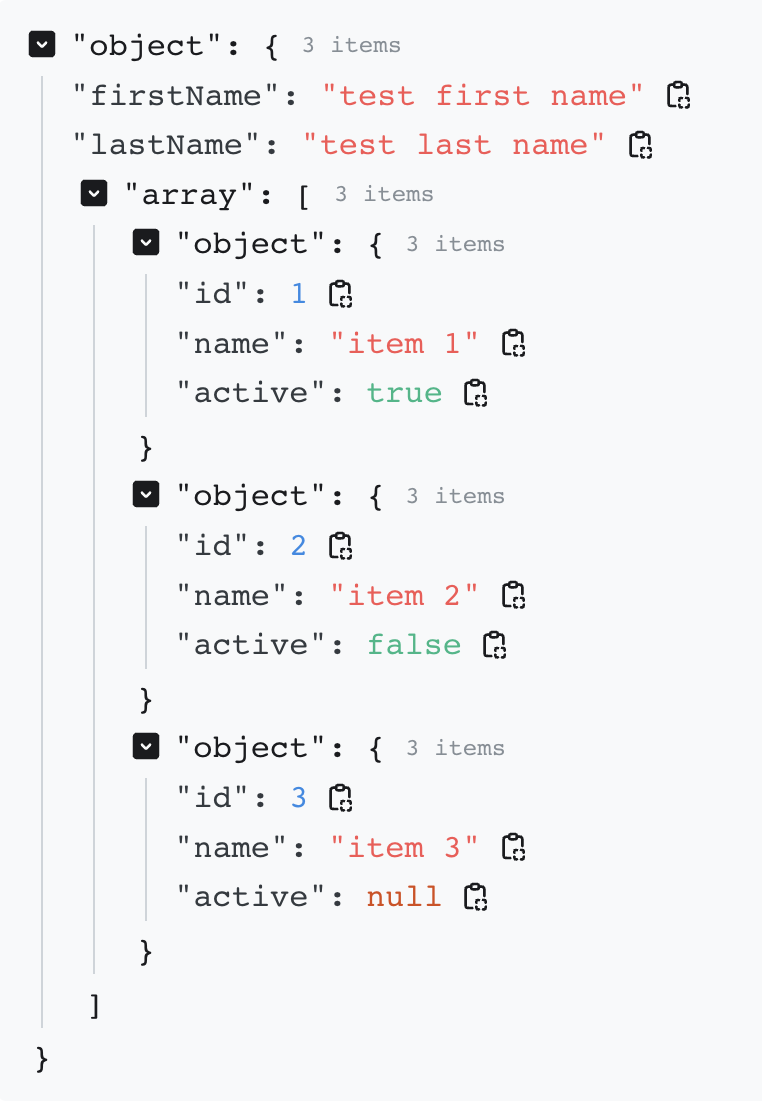 "object": { 3 items
"firstName": "test first name"
"lastName": "test last name"
"array": [ 3 items
"object": { 3 items
"id": 1
"name": "item 1"
"active": true
}
"object": { 3 items
"id": 2
"name": "item 2"
"active": false
}
"object": { 3 items
"id": 3
"name": "item 3"
"active": null
}
]
}